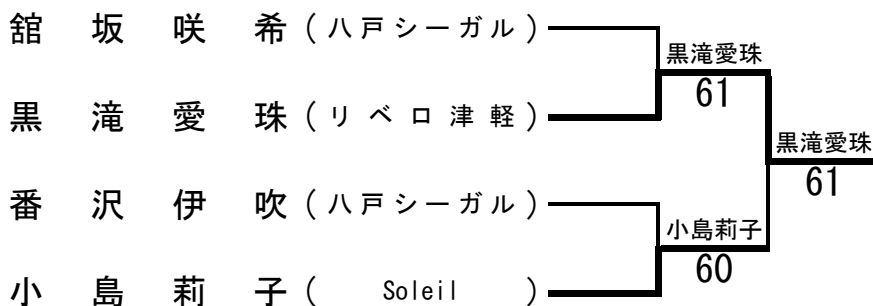 舘坂咲希(八戸シーガル)
黒滝愛珠
61
黒滝愛珠(リベロ津軽)
黒滝愛珠
61
番沢伊吹(八戸シーガル)
小島莉子
60
小島莉子(Soleil)